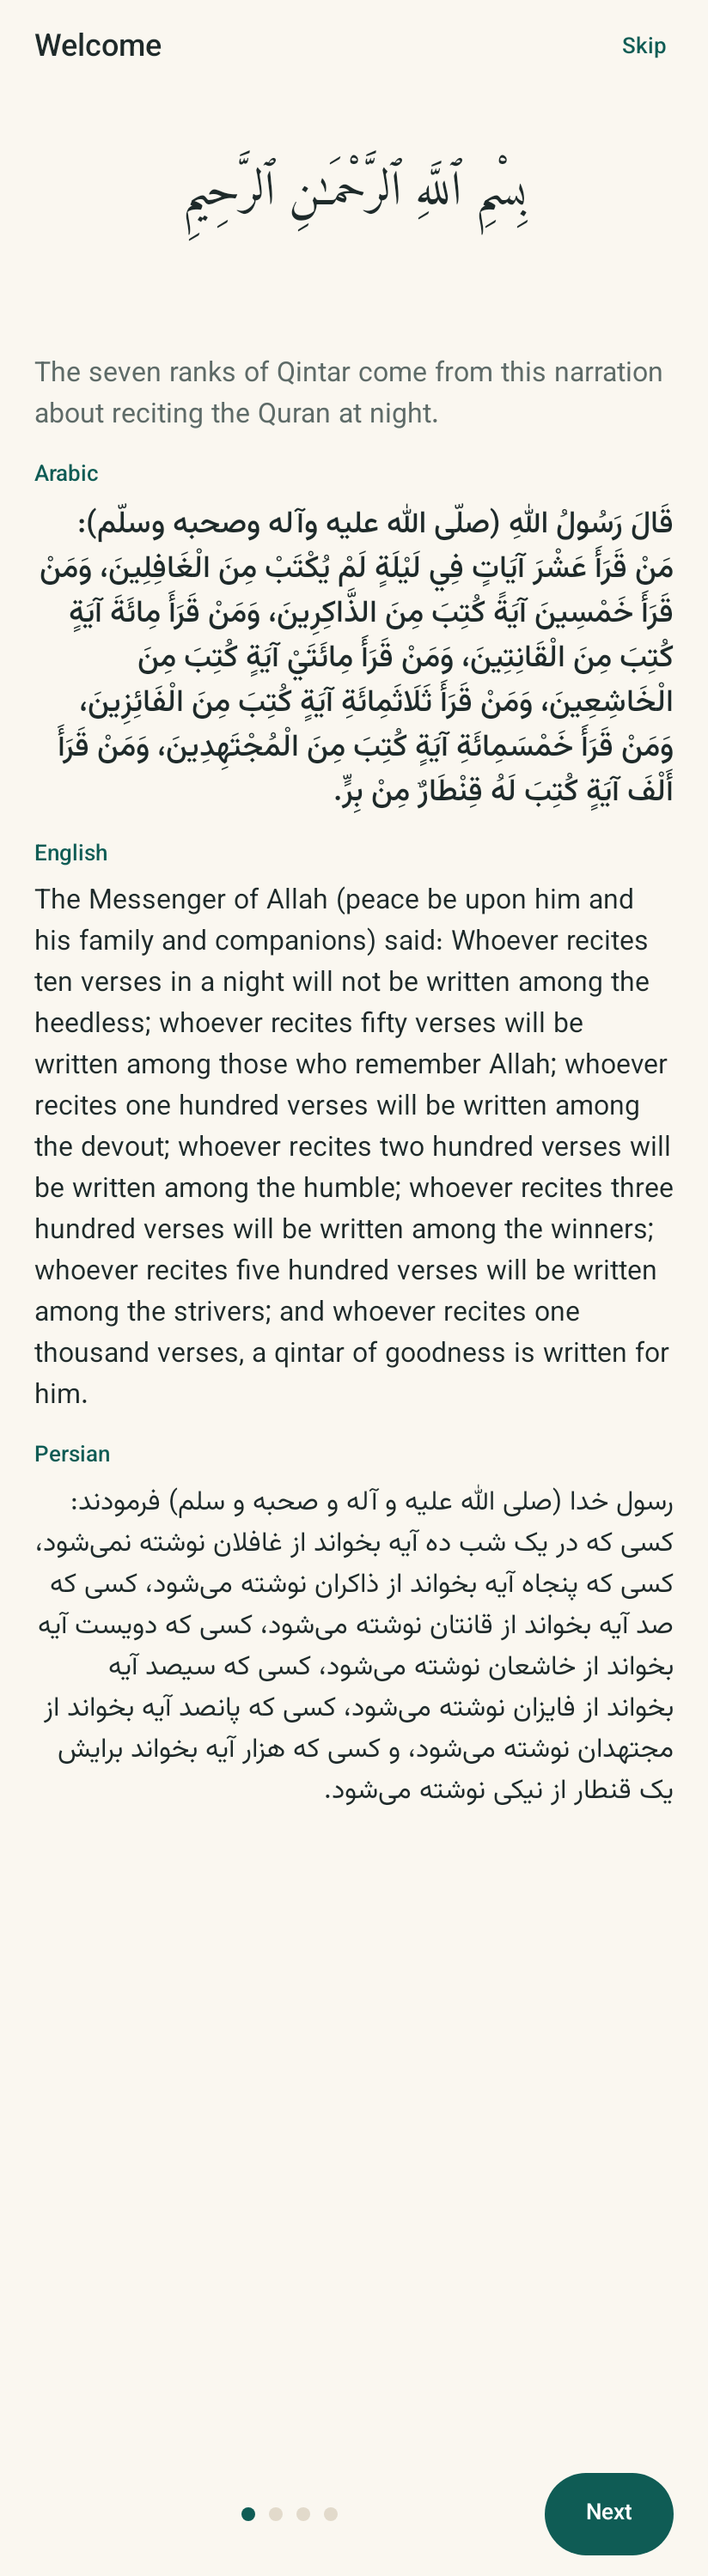 Welcome
Skip
بِسْمِ ٱللَّهِ ٱلرَّحْمَـٰنِ ٱلرَّحِيمِ
The seven ranks of Qintar come from this narration
about reciting the Quran at night.
Arabic
قَالَ رَسُولُ اللهِ (صلّى الله عليه وآله وصحبه وسلّم):
مَنْ قَرَأَ عَشْرَ آيَاتٍ فِي لَيْلَةٍ لَمْ يُكْتَبْ مِنَ الْغَافِلِينَ، وَمَنْ
قَرَأَ خَمْسِينَ آيَةً كُتِبَ مِنَ الذَّاكِرِينَ، وَمَنْ قَرَأَ مِائَةَ آيَةٍ
كُتِبَ مِنَ الْقَانِتِينَ، وَمَنْ قَرَأَ مِائَتَيْ آيَةٍ كُتِبَ مِنَ
الْخَاشِعِينَ، وَمَنْ قَرَأَ ثَلَاثَمِائَةِ آيَةٍ كُتِبَ مِنَ الْفَائِزِينَ،
وَمَنْ قَرَأَ خَمْسَمِائَةِ آيَةٍ كُتِبَ مِنَ الْمُجْتَهِدِينَ، وَمَنْ قَرَأَ
أَلْفَ آيَةٍ كُتِبَ لَهُ قِنْطَارٌ مِنْ بِرٍّ.
English
The Messenger of Allah (peace be upon him and
his family and companions) said: Whoever recites
ten verses in a night will not be written among the
heedless; whoever recites fifty verses will be
written among those who remember Allah; whoever
recites one hundred verses will be written among
the devout; whoever recites two hundred verses will
be written among the humble; whoever recites three
hundred verses will be written among the winners;
whoever recites five hundred verses will be written
among the strivers; and whoever recites one
thousand verses, a qintar of goodness is written for
him.
Persian
رسول خدا (صلی الله علیه و آله و صحبه و سلم) فرمودند:
کسی که در یک شب ده آیه بخواند از غافلان نوشته نمی‌شود،
کسی که پنجاه آیه بخواند از ذاکران نوشته می‌شود، کسی که
صد آیه بخواند از قانتان نوشته می‌شود، کسی که دویست آیه
بخواند از خاشعان نوشته می‌شود، کسی که سیصد آیه
بخواند از فایزان نوشته می‌شود، کسی که پانصد آیه بخواند از
مجتهدان نوشته می‌شود، و کسی که هزار آیه بخواند برایش
یک قنطار از نیکی نوشته می‌شود.
Next